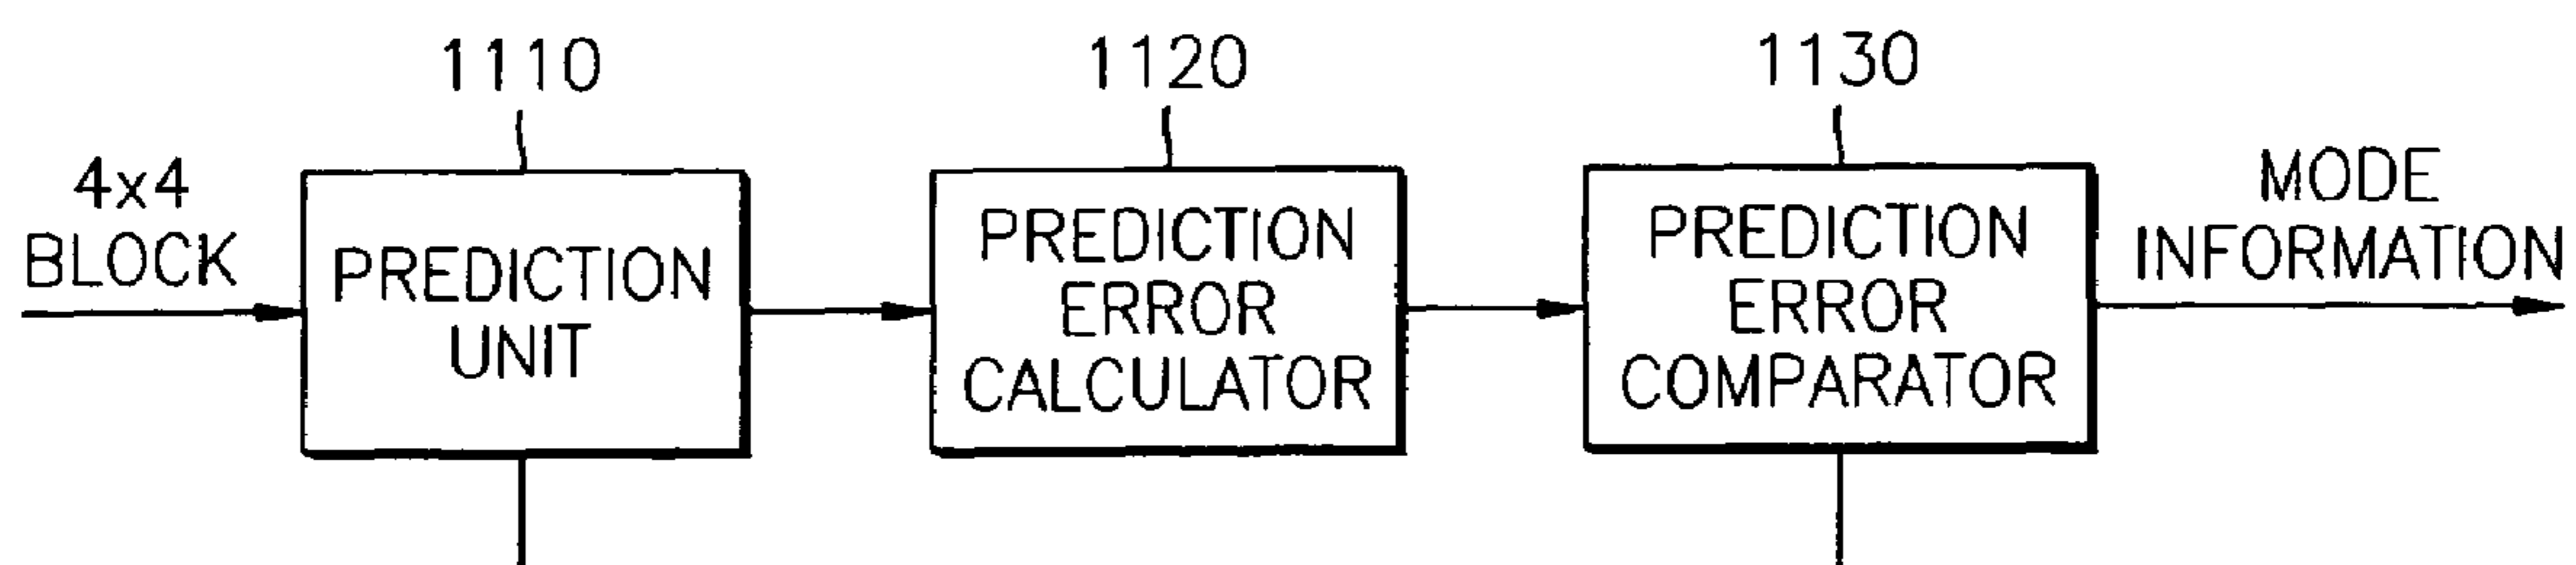 1110
1120
1130
4x4
BLOCK
PREDICTION
UNIT
PREDICTION
ERROR
CALCULATOR
PREDICTION
ERROR
COMPARATOR
MODE
INFORMATION